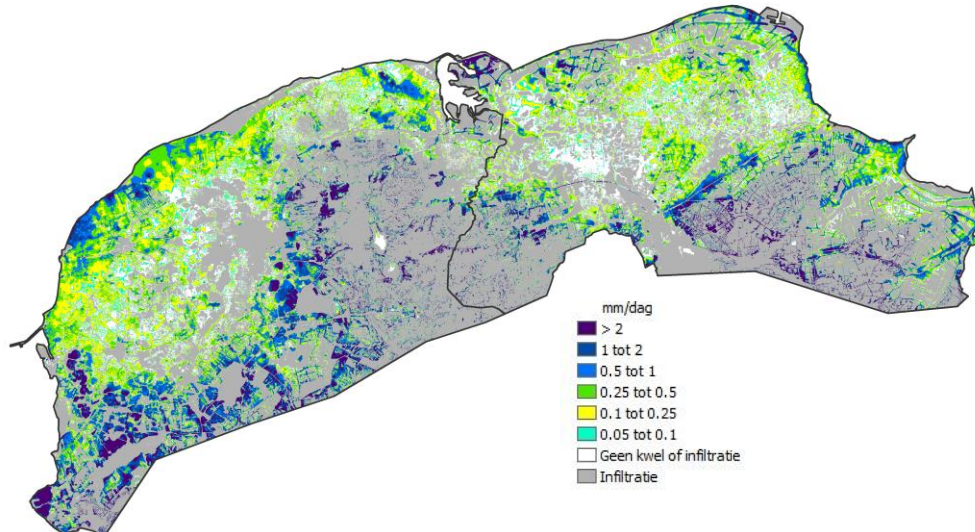 mm/dag
> 2
1 tot 2
0.5 tot 1
0.25 tot 0.5
0.1 tot 0.25
0.05 tot 0.1
Geen kwel of infiltratie
Infiltratie